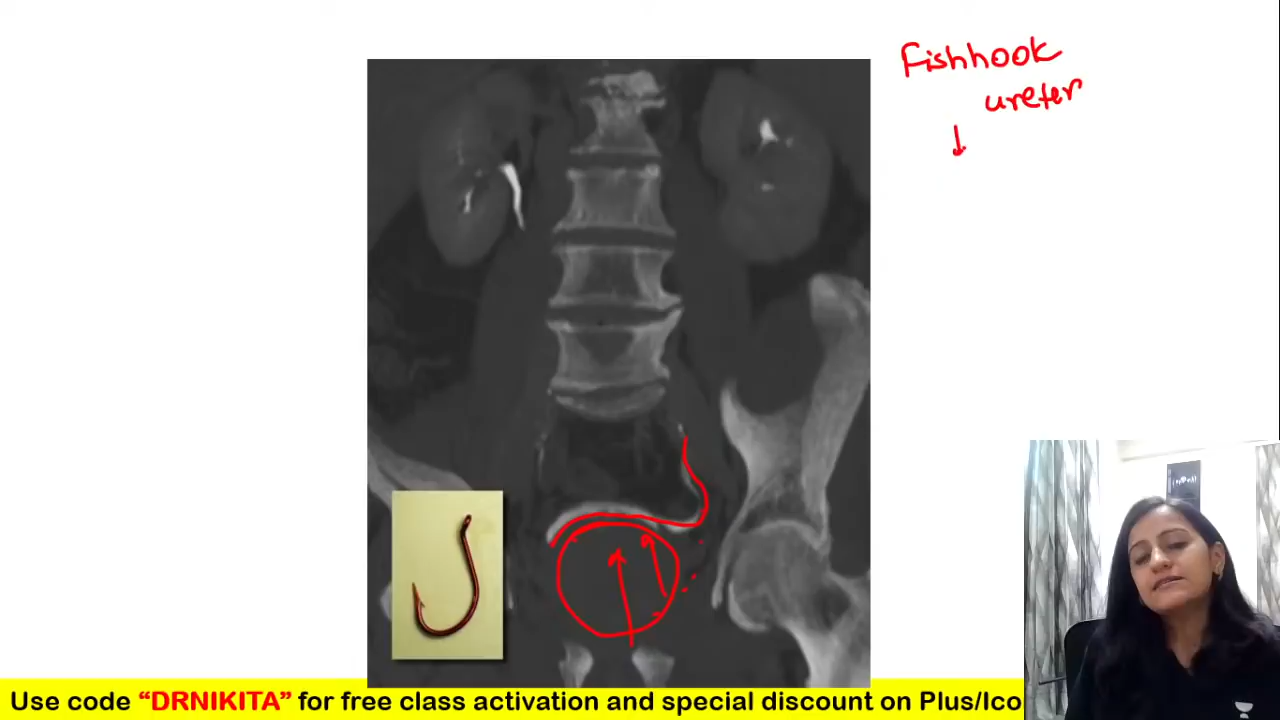 Fishhook
ureter
Use code “DRNIKITA” for free class activation and special discount on Plus/Ico